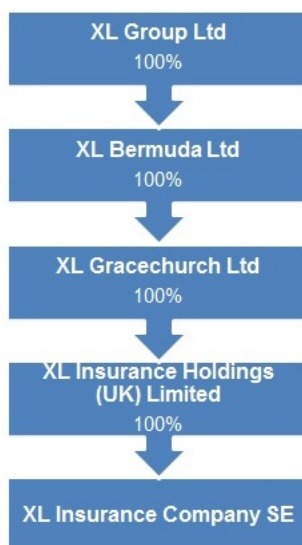 XL Group Ltd
100%
XL Bermuda Ltd
100%
XL Gracechurch Ltd
100%
XL Insurance Holdings
(UK) Limited
100%
XL Insurance Company SE